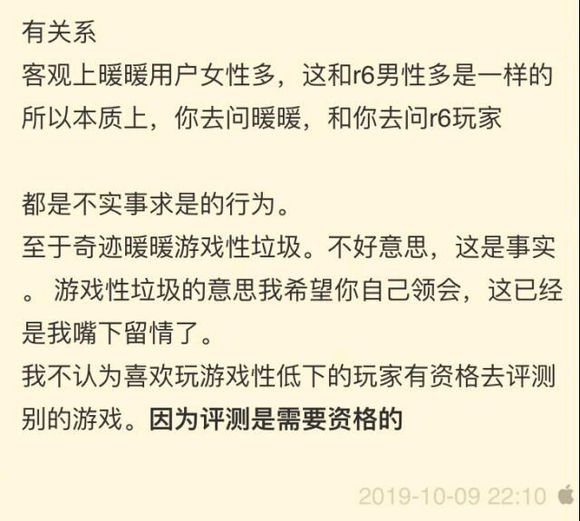 有关系
客观上暖暖用户女性多，这和r6男性多是一样的
所以本质上，你去问暖暖，和你去问r6玩家
都是不实事求是的行为。
至于奇迹暖暖游戏性垃圾。不好意思，这是事实
。 游戏性垃圾的意思我希望你自己领会，这已经
是我嘴下留情了。
我不认为喜欢玩游戏性低下的玩家有资格去评测
别的游戏。因为评测是需要资格的
2019-10-09 22:10